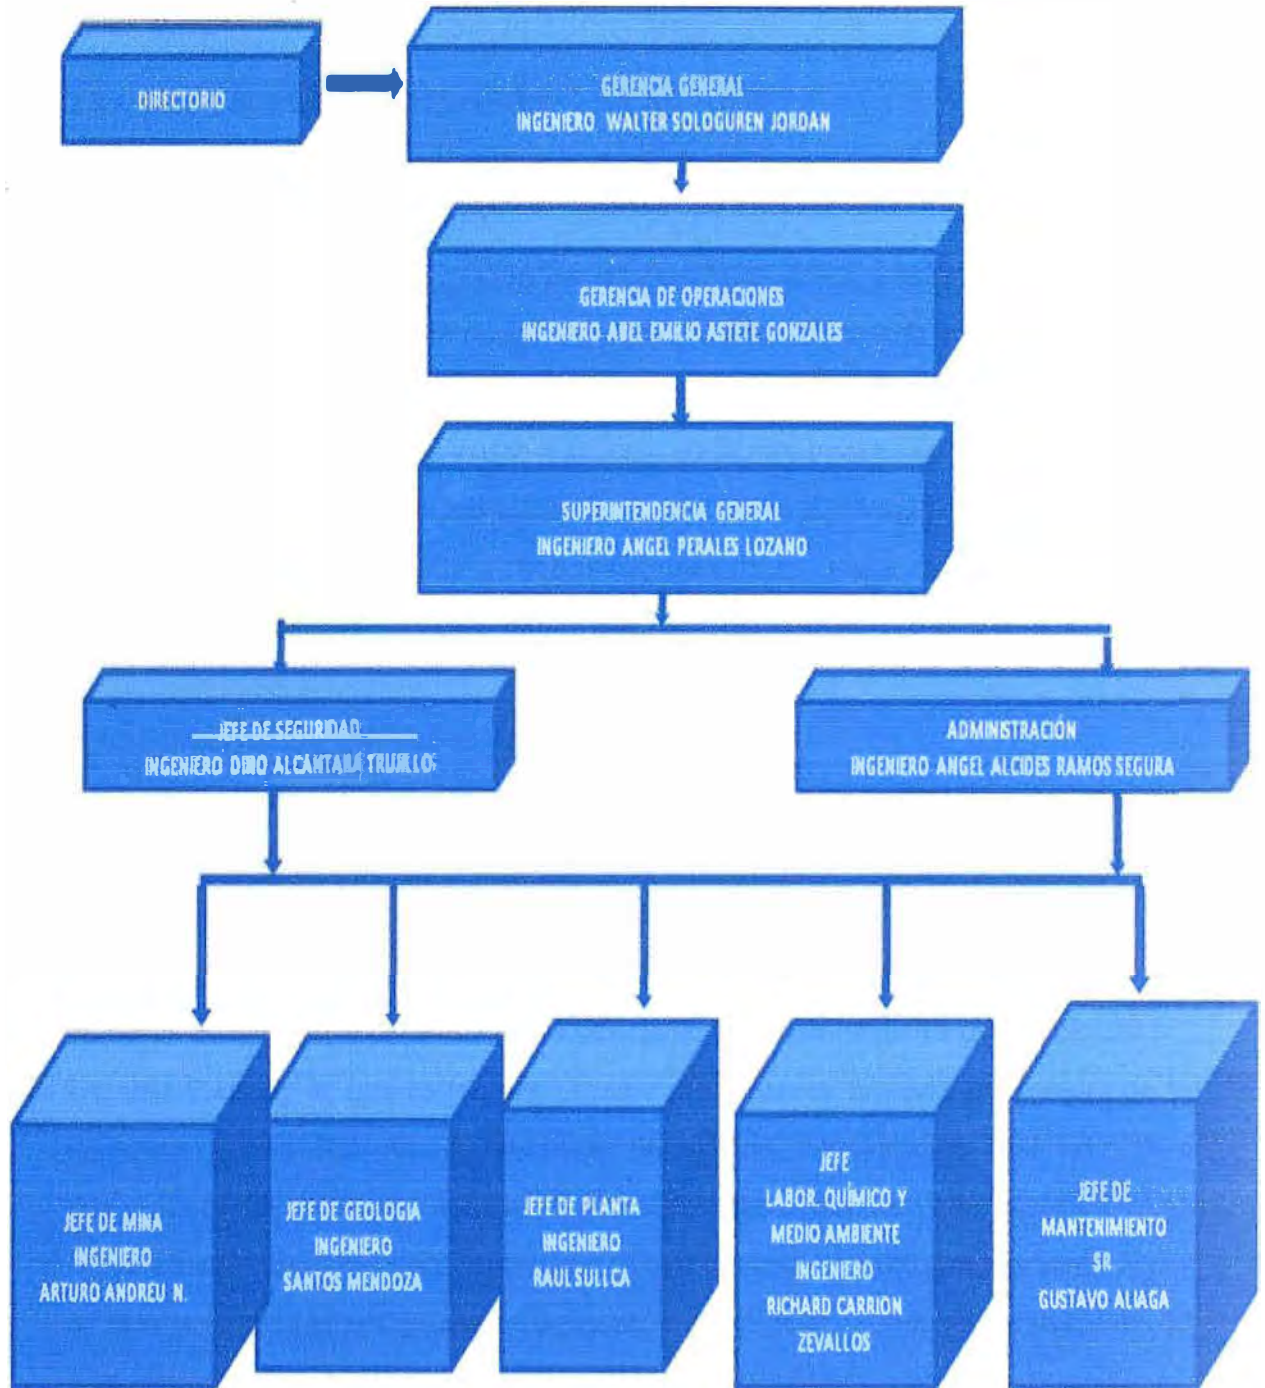 DIRECTORIO
GERENCIA GENERAL
INGENIERO WALTER SOLOGUREN JORDAN
GERENCIA DE OPERACIONES
INGENIERO ABEL EMILIO ASTETE GONZALES
SUPERINTENDENCIA GENERAL
INGENIERO ANGEL PERALES LOZANO
JEFE DE SEGURIDAD
INGENIERO DINO ALCANTARA TRUJILLO
ADMINISTRACIÓN
INGENIERO ANGEL ALCIDES RAMOS SEGURA
JEFE DE MINA
INGENIERO
ARTURO ANDREU N.
JEFE DE GEOLOGIA
INGENIERO
SANTOS MENDOZA
JEFE DE PLANTA
INGENIERO
RAUL SULLCA
JEFE
LABOR. QUÍMICO Y
MEDIO AMBIENTE
INGENIERO
RICHARD CARRION
ZEVALLOS
JEFE DE
MANTENIMIENTO
SR
GUSTAVO ALIAGA